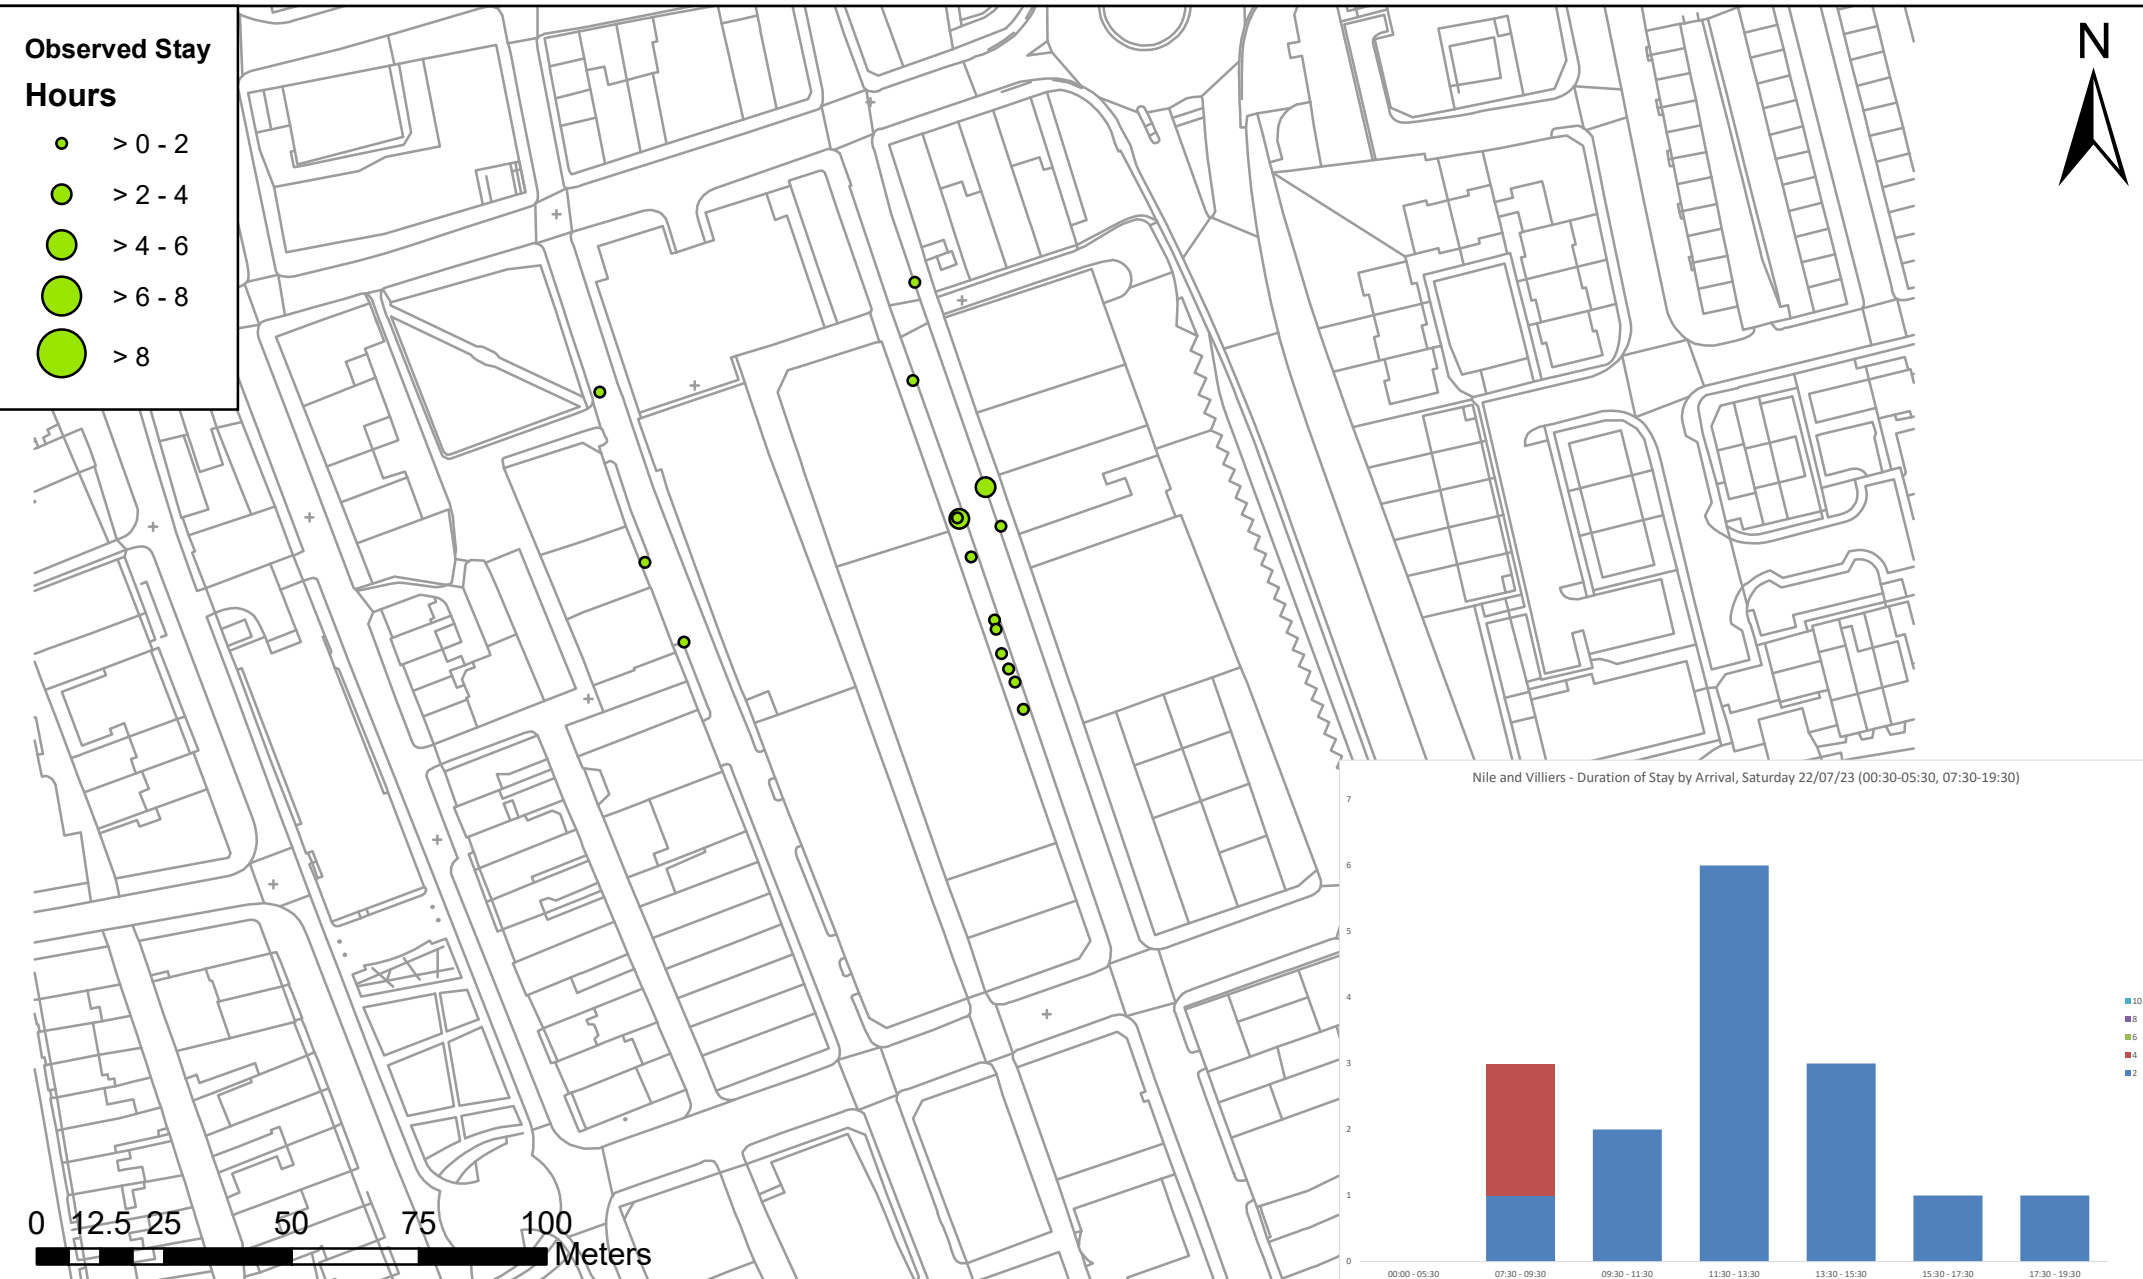 Observed Stay
Hours
> 0 - 2
> 2 - 4
> 4 - 6
> 6 - 8
> 8
N
Nile and Villiers - Duration of Stay by Arrival, Saturday 22/07/23 (00:30-05:30, 07:30-19:30)
7
6
5
4
3
2
1
0
10
8
6
4
2
00:00 - 05:30 07:30 - 09:30 09:30 - 11:30 11:30 - 13:30 13:30 - 15:30 15:30 - 17:30 17:30 - 19:30
0 12.5 25 50 75 100
Meters